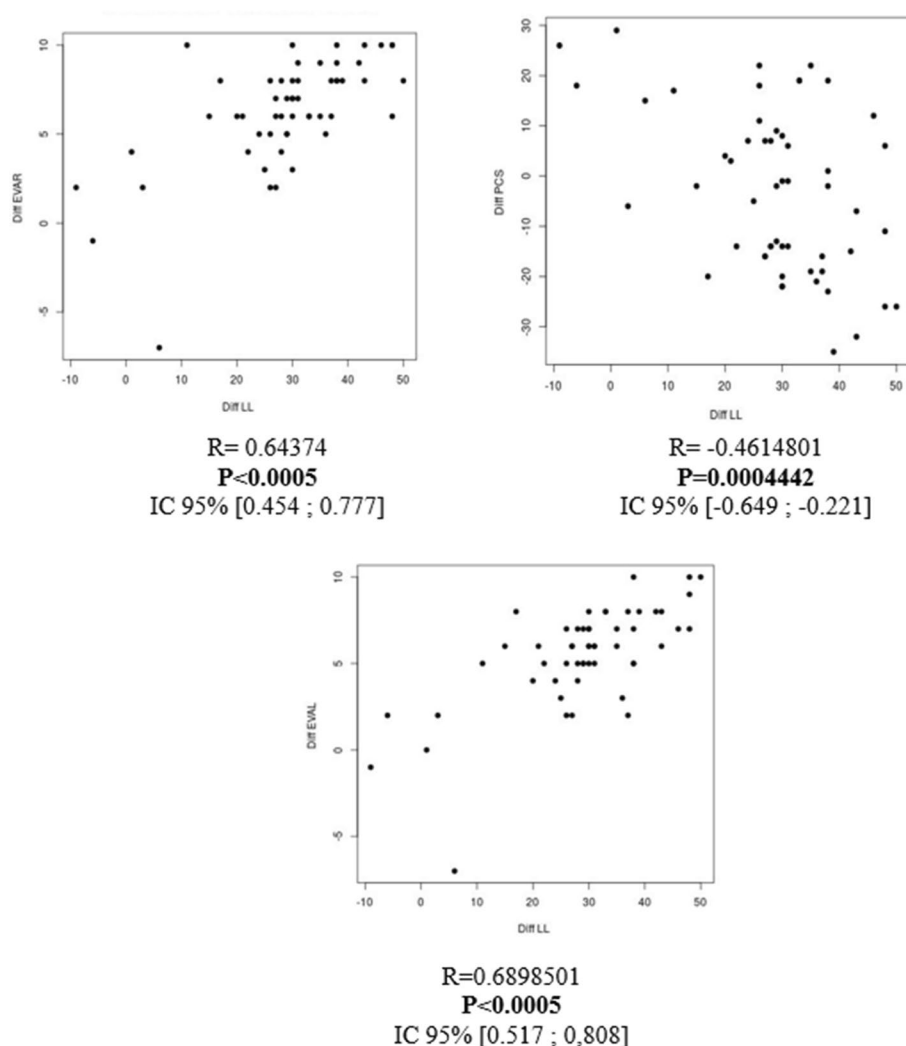 10
5
0
-5
Diff EVAR
-10 0 10 20 30 40 50
Diff LL
R= 0.64374
P<0.0005
IC 95% [0.454 ; 0.777]
30
20
10
0
-10
-20
-30
Diff PCS
-10 0 10 20 30 40 50
Diff LL
R= -0.4614801
P=0.0004442
IC 95% [-0.649 ; -0.221]
10
5
0
-5
Diff EVAL
-10 0 10 20 30 40 50
Diff LL
R=0.6898501
P<0.0005
IC 95% [0.517 ; 0,808]